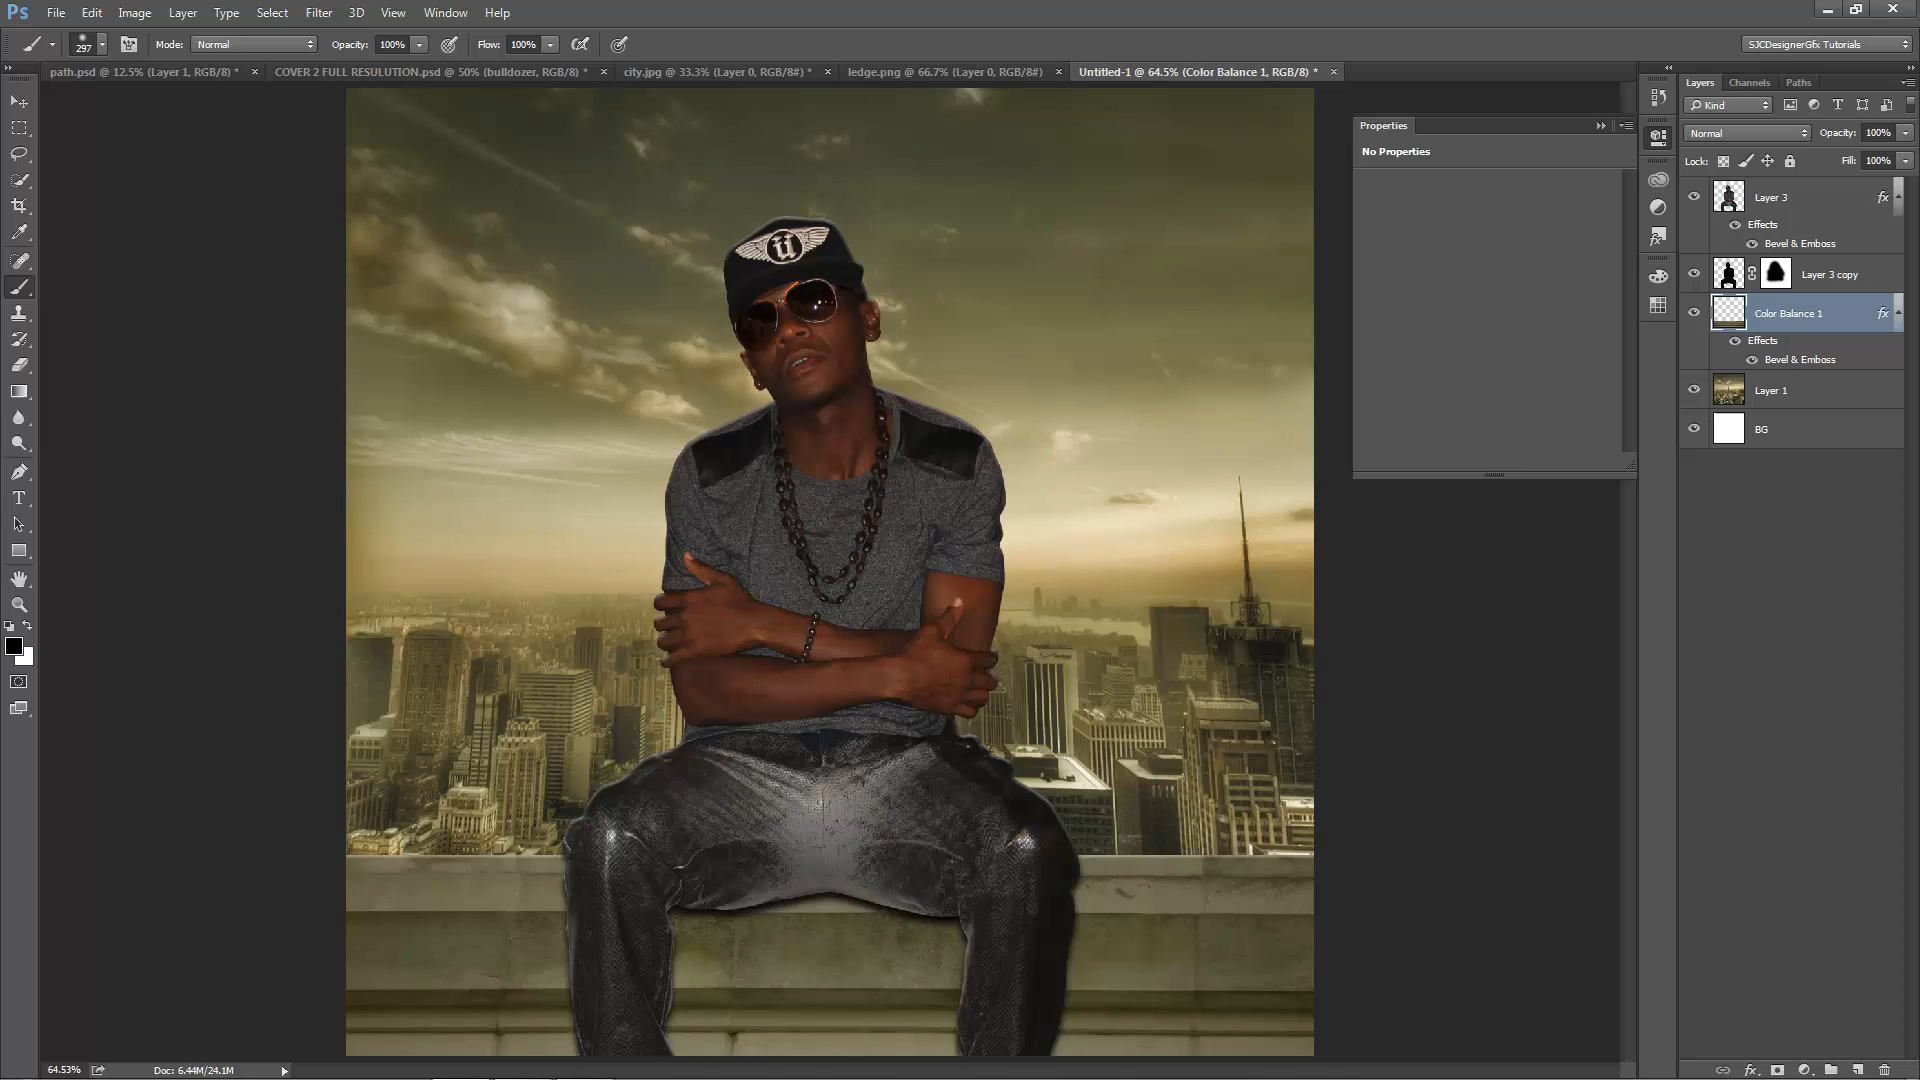 Ps File Edit Image Layer Type Select Filter 3D View Window Help
297 Mode: Normal Opacity: 100% Flow: 100% SJCDesignerGfx Tutorials
path.psd @ 12.5% (Layer 1, RGB/8) * COVER 2 FULL RESULUTION.psd @ 50% (bulldozer, RGB/8) * city.jpg @ 33.3% (Layer 0, RGB/8#) * ledge.png @ 66.7% (Layer 0, RGB/8#) Untitled-1 @ 64.5% (Color Balance 1, RGB/8) *
Layers Channels Paths
Kind
Properties
No Properties
Normal Opacity: 100%
Lock: Fill: 100%
Layer 3 fx
Effects
Bevel & Emboss
Layer 3 copy
Color Balance 1 fx
Effects
Bevel & Emboss
Layer 1
BG
64.53% Doc: 6.44M/24.1M